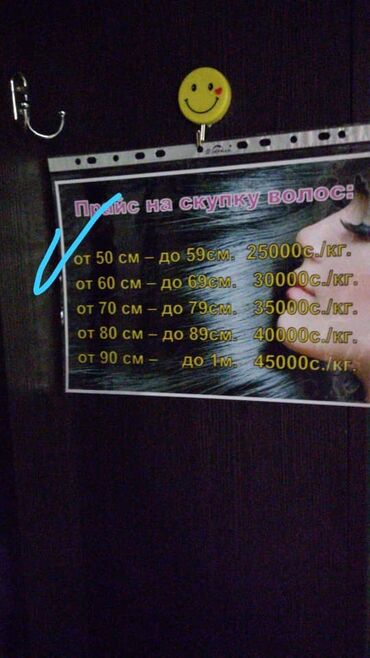 Прайс на скупку волос:
от 50 см – до 59см. 25000с./кг.
от 60 см – до 69см. 30000с./кг.
от 70 см – до 79см. 35000с./кг.
от 80 см – до 89см. 40000с./кг.
от 90 см – до 1м. 45000с./кг.